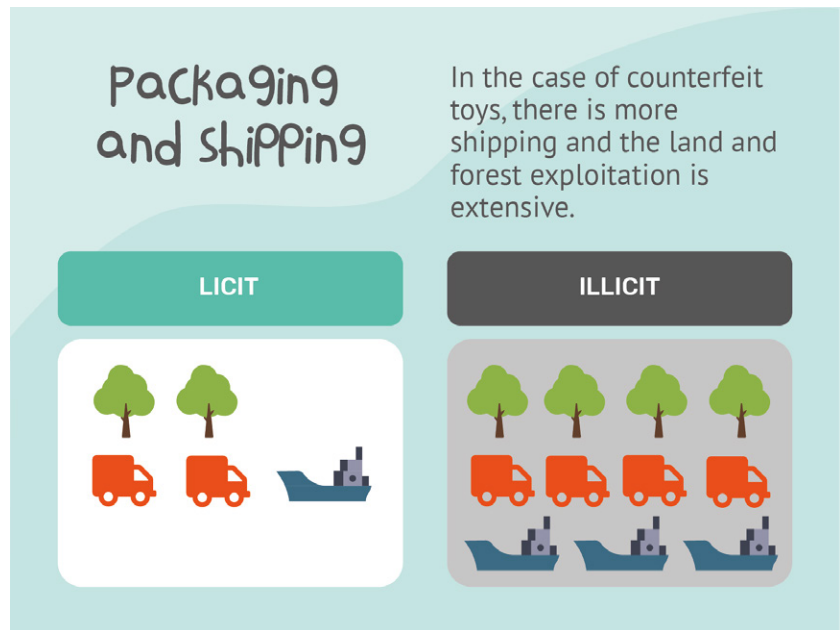 Packaging
and shipping
In the case of counterfeit
toys, there is more
shipping and the land and
forest exploitation is
extensive.
LICIT
ILLICIT